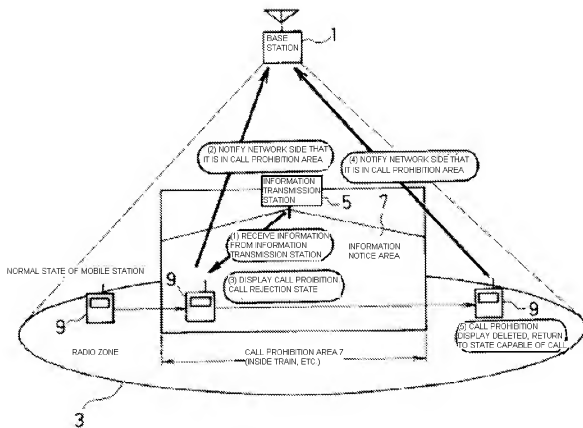 1
BASE
STATION
(2) NOTIFY NETWORK SIDE THAT
IT IS IN CALL PROHIBITION AREA
(4) NOTIFY NETWORK SIDE THAT
IT IS IN CALL PROHIBITION AREA
INFORMATION
TRANSMISSION
STATION
5
7
(1) RECEIVE INFORMATION
FROM INFORMATION
TRANSMISSION STATION
INFORMATION
NOTICE AREA
NORMAL STATE OF MOBILE STATION
9
(3) DISPLAY CALL PROIBITION
CALL REJECTION STATE
9
9
(5) CALL PROHIBITION
DISPLAY DELETED, RETURN
TO STATE CAPABLE OF CALL
RADIO ZONE
CALL PROHIBITION AREA 7
(INSIDE TRAIN, ETC.)
3